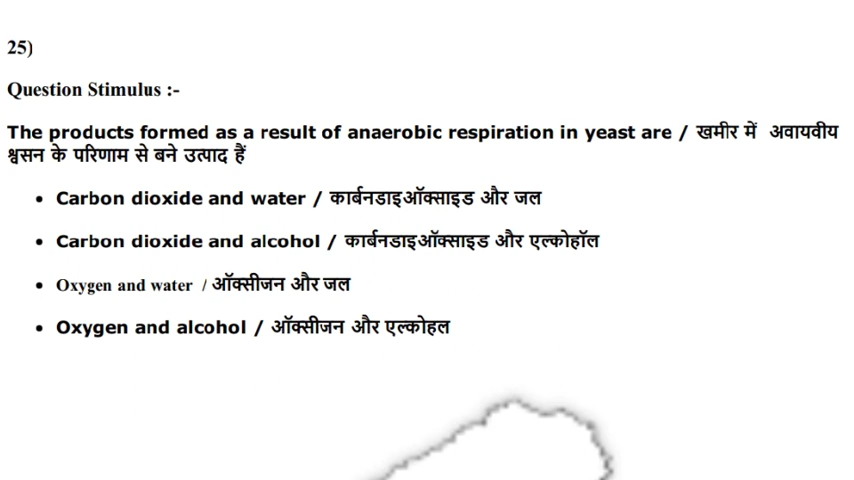 25)
Question Stimulus :-
The products formed as a result of anaerobic respiration in yeast are / खमीर में अवायवीय
श्वसन के परिणाम से बने उत्पाद हैं
• Carbon dioxide and water / कार्बनडाइऑक्साइड और जल
• Carbon dioxide and alcohol / कार्बनडाइऑक्साइड और एल्कोहॉल
• Oxygen and water / ऑक्सीजन और जल
• Oxygen and alcohol / ऑक्सीजन और एल्कोहल